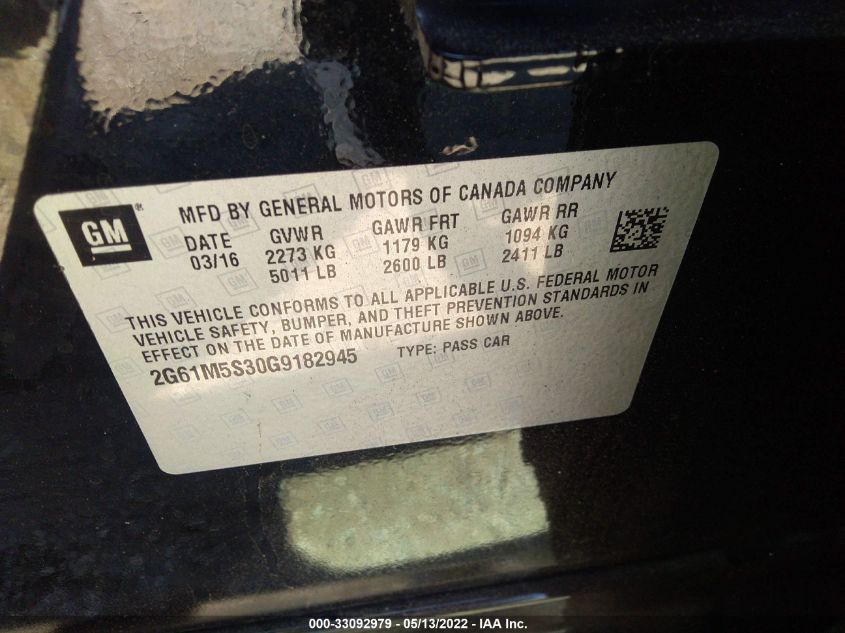 GM ®
MFD BY GENERAL MOTORS OF CANADA COMPANY
DATE GVWR GAWR FRT GAWR RR
03/16 2273 KG 1179 KG 1094 KG
5011 LB 2600 LB 2411 LB
THIS VEHICLE CONFORMS TO ALL APPLICABLE U.S. FEDERAL MOTOR
VEHICLE SAFETY, BUMPER, AND THEFT PREVENTION STANDARDS IN
EFFECT ON THE DATE OF MANUFACTURE SHOWN ABOVE.
2G61M5S30G9182945 TYPE: PASS CAR
000-33092979 - 05/13/2022 - IAA Inc.